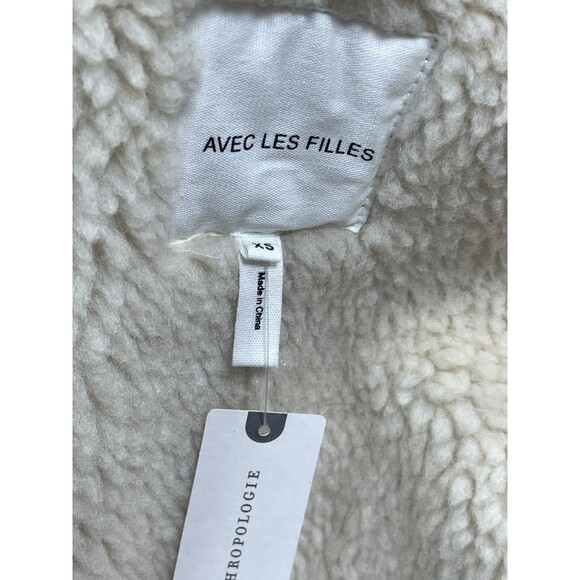 AVEC LES FILLES
XS
Made in China
HROPOLOGIE